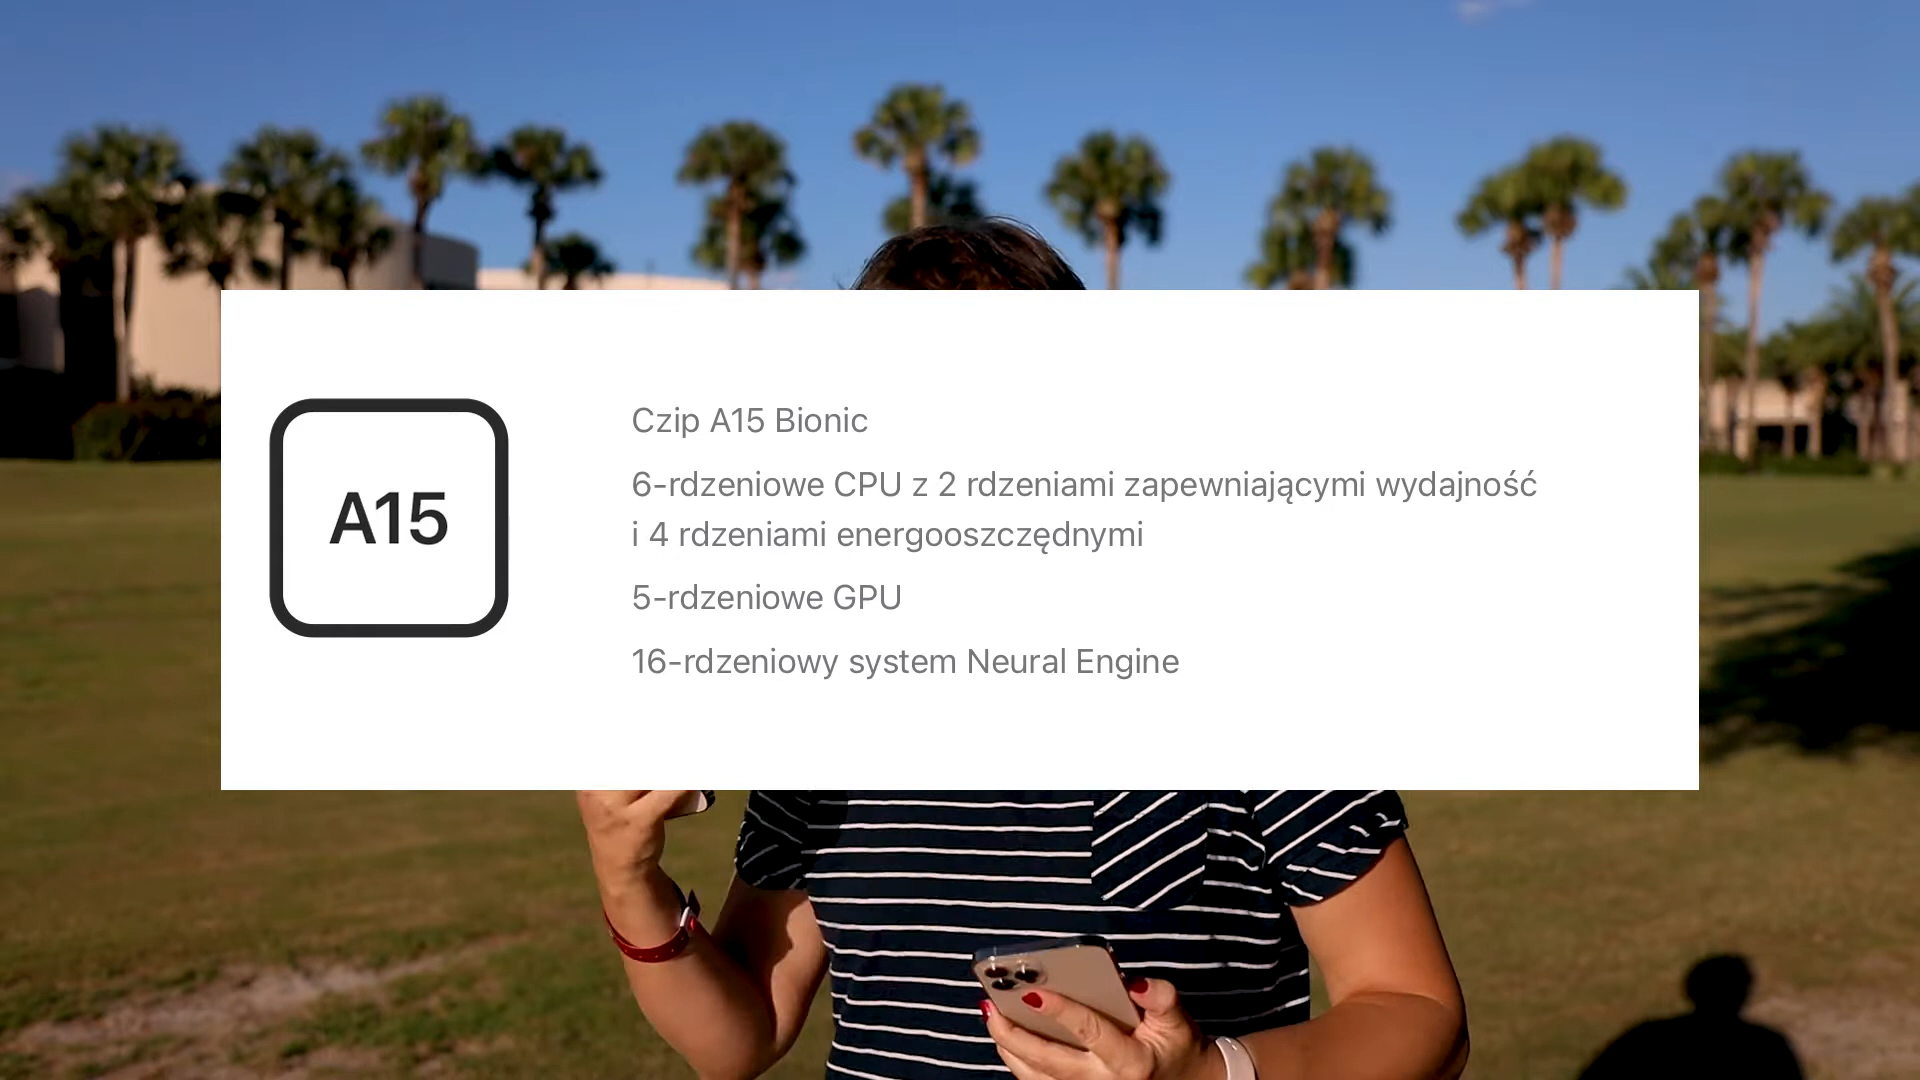 A15
Czip A15 Bionic
6-rdzeniowe CPU z 2 rdzeniami zapewniającymi wydajność
i 4 rdzeniami energooszczędnymi
5-rdzeniowe GPU
16-rdzeniowy system Neural Engine